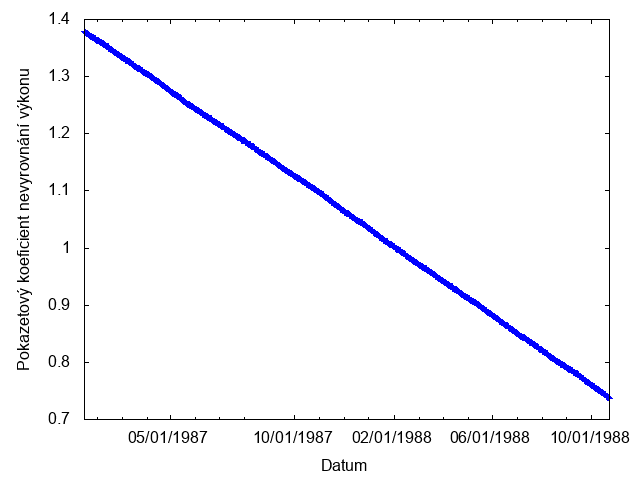 1.4
1.3
1.2
1.1
1
0.9
0.8
0.7
Pokazetový koeficient nevyrovnání výkonu
05/01/1987 10/01/1987 02/01/1988 06/01/1988 10/01/1988
Datum